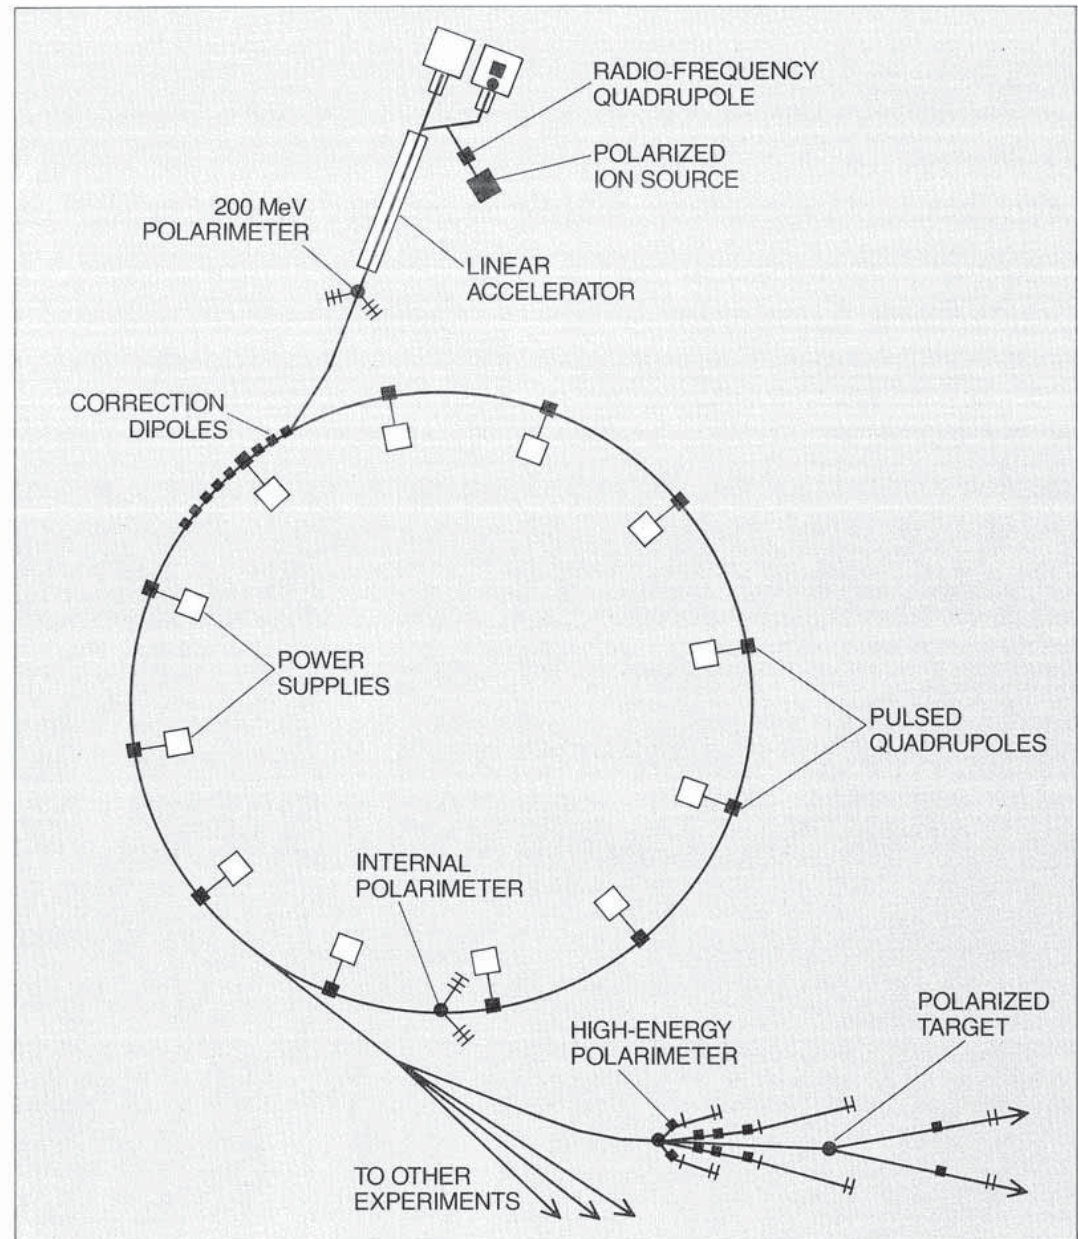 RADIO-FREQUENCY
QUADRUPOLE
POLARIZED
ION SOURCE
200 MeV
POLARIMETER
LINEAR
ACCELERATOR
CORRECTION
DIPOLES
POWER
SUPPLIES
PULSED
QUADRUPOLES
INTERNAL
POLARIMETER
HIGH-ENERGY
POLARIMETER
POLARIZED
TARGET
TO OTHER
EXPERIMENTS